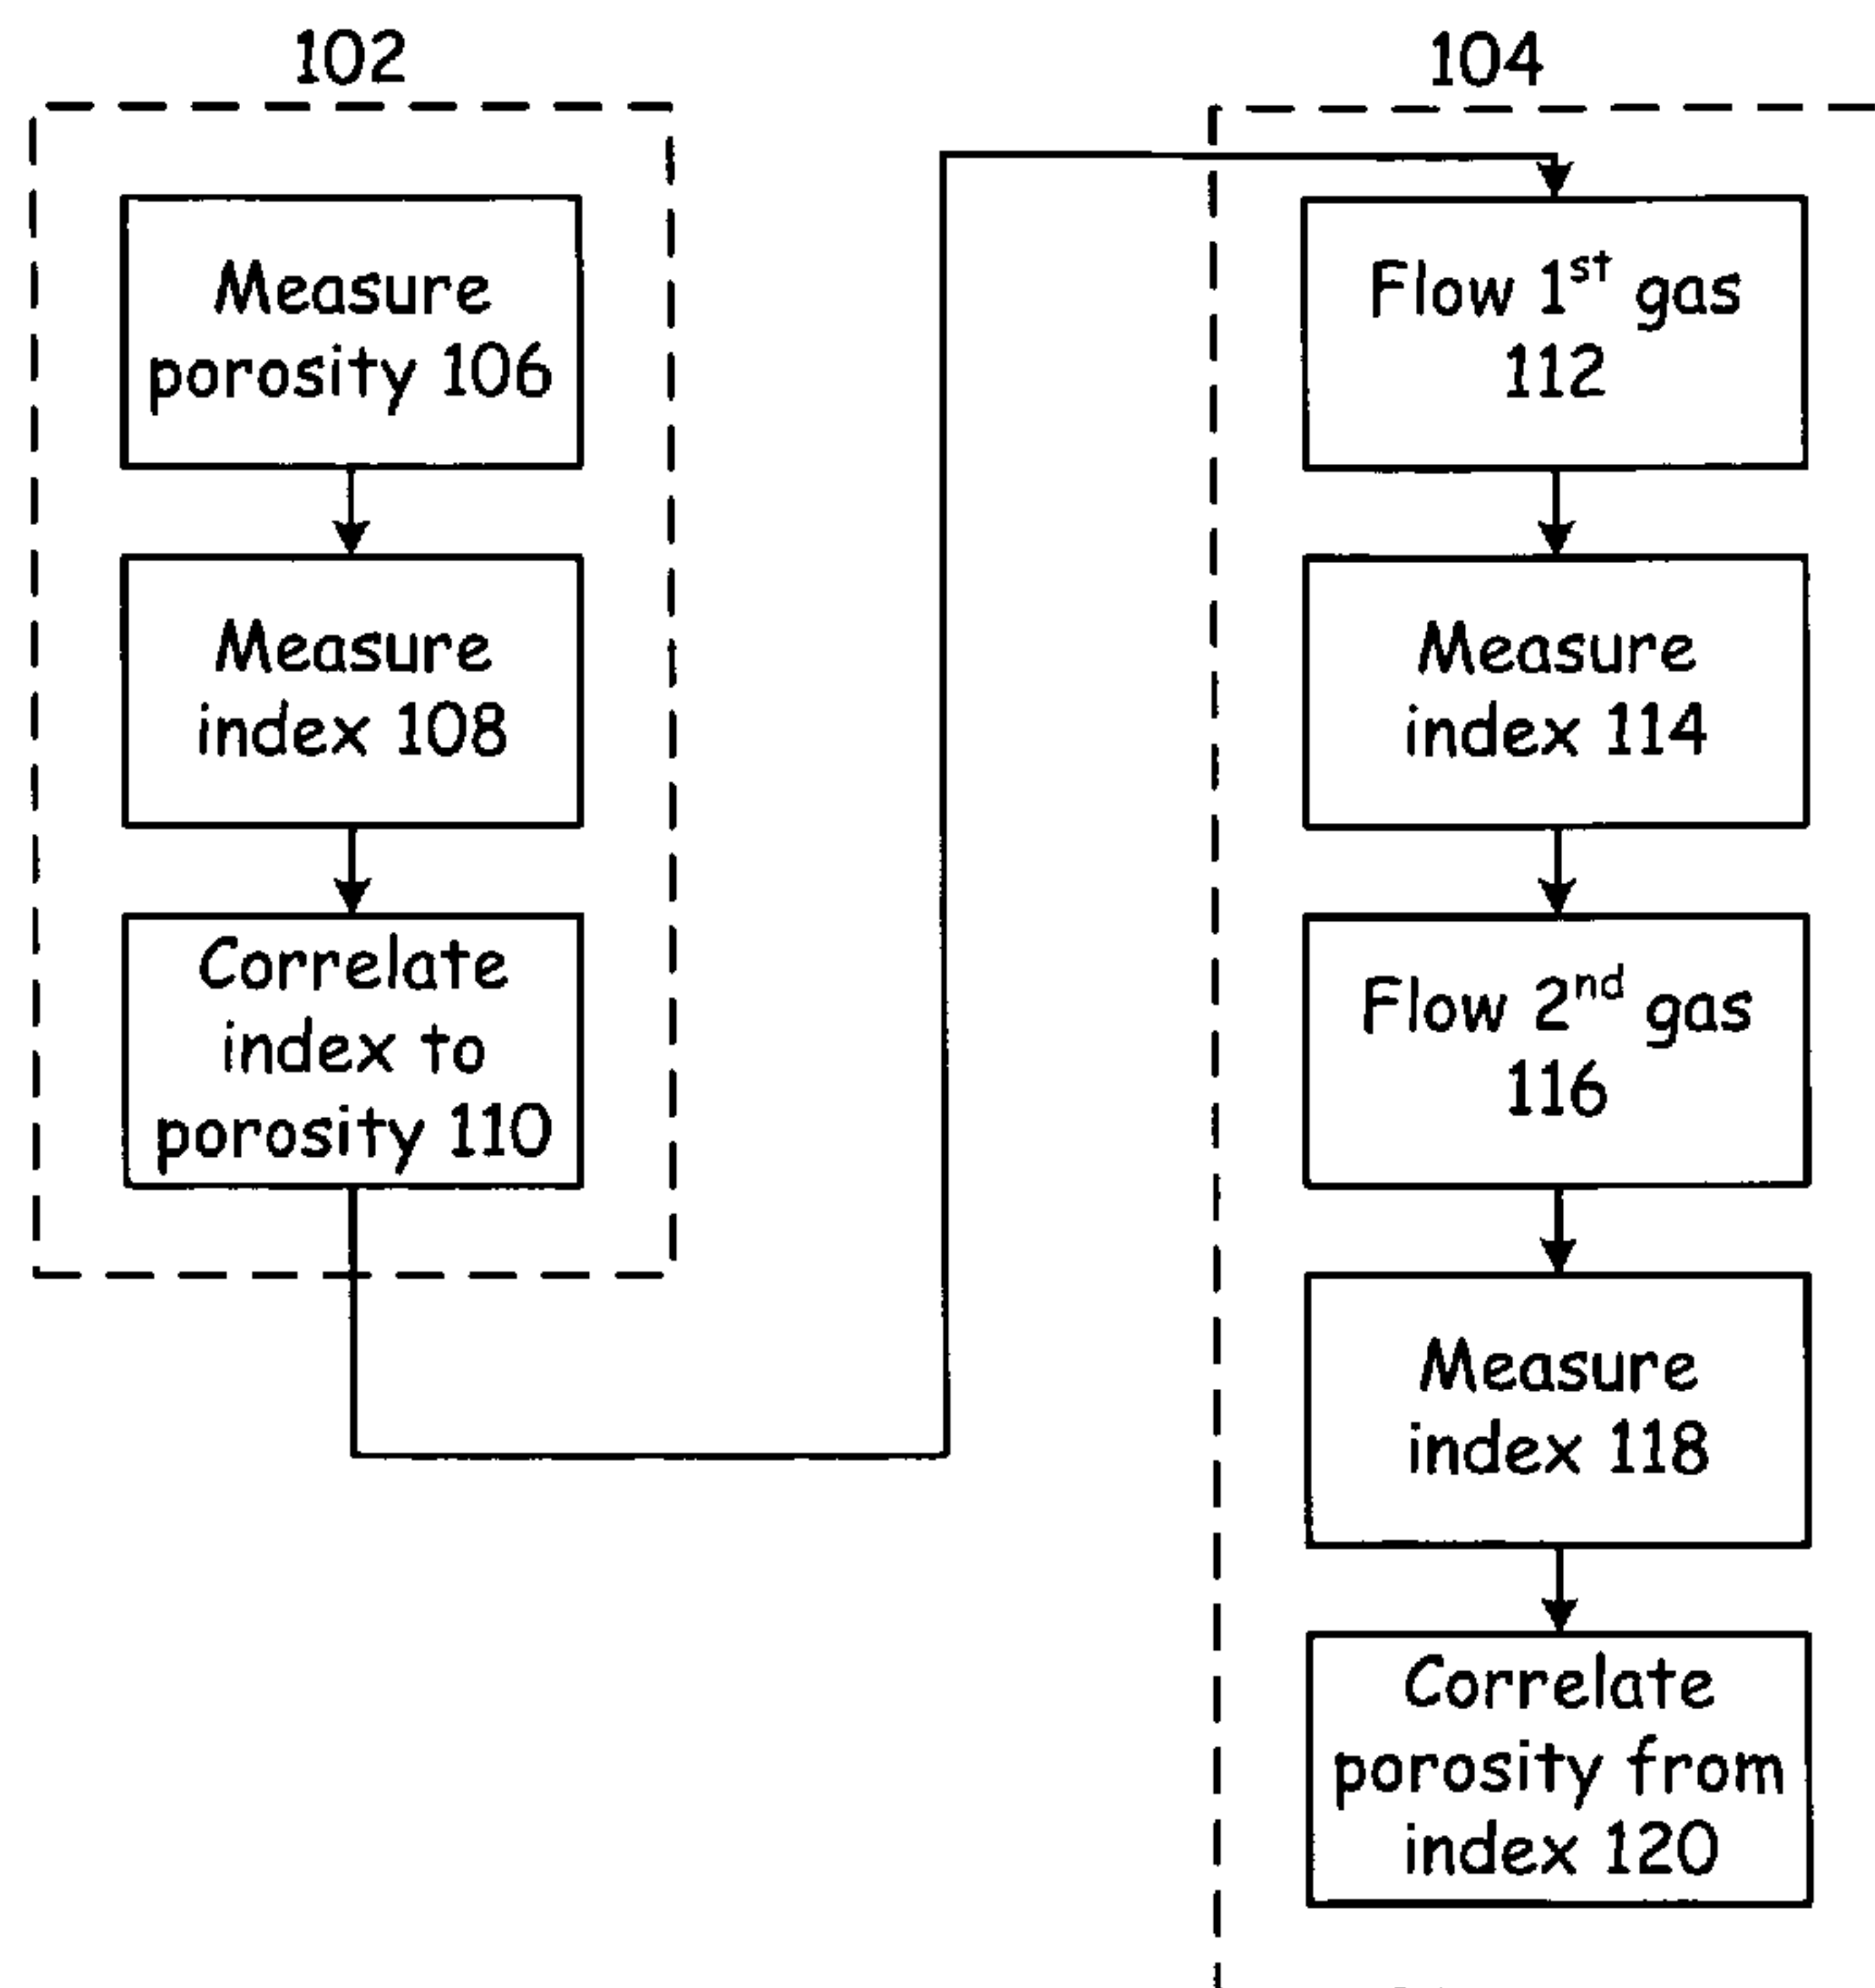 102
Measure
porosity 106
Measure
index 108
Correlate
index to
porosity 110
104
Flow 1st gas
112
Measure
index 114
Flow 2nd gas
116
Measure
index 118
Correlate
porosity from
index 120